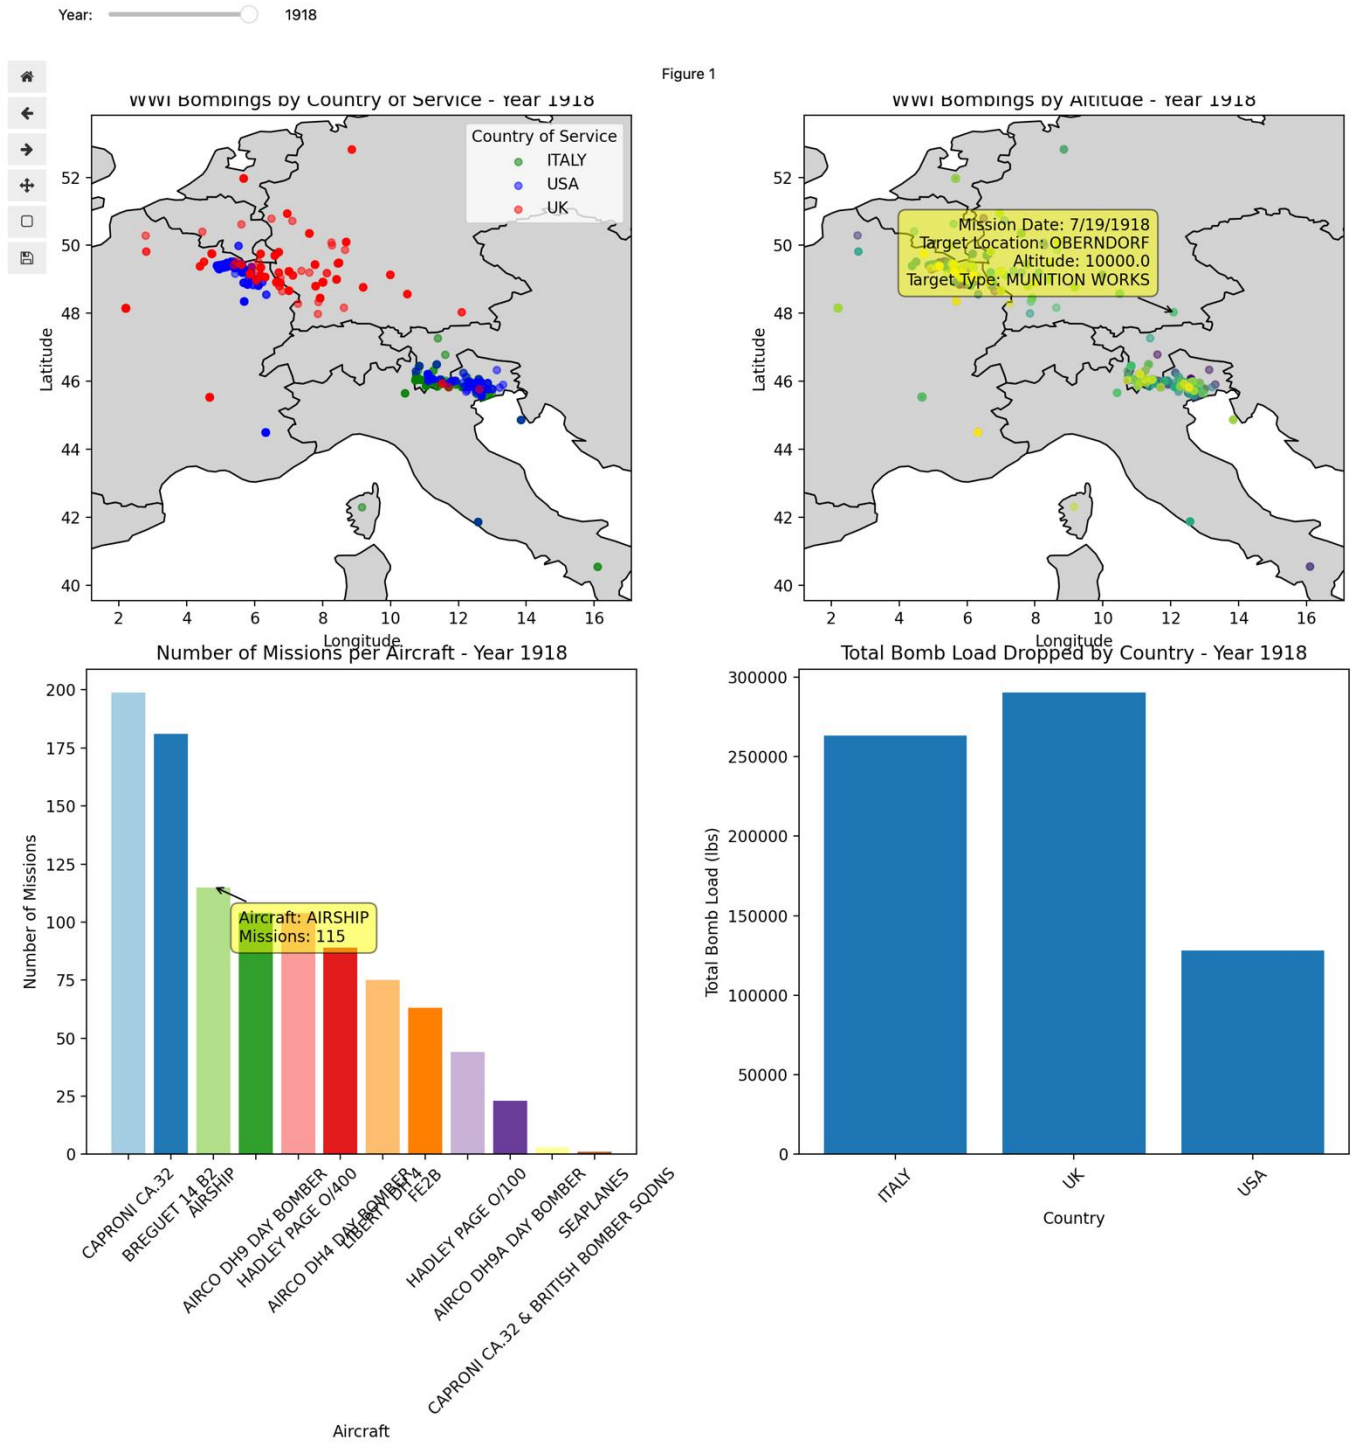 Year:
1918
Figure 1
WWI Bombings by Country of Service - Year 1918
Country of Service
ITALY
USA
UK
Latitude
52
50
48
46
44
42
40
2
4
6
8
10
12
14
16
Longitude
WWI Bombings by Altitude - Year 1918
Mission Date: 7/19/1918
Target Location: OBERNDORF
Altitude: 10000.0
Target Type: MUNITION WORKS
Latitude
52
50
48
46
44
42
40
2
4
6
8
10
12
14
16
Longitude
Number of Missions per Aircraft - Year 1918
Number of Missions
200
175
150
125
100
75
50
25
0
Aircraft: AIRSHIP
Missions: 115
CAPRONI CA.32
BREGUET 14 B2
AIRSHIP
AIRCO DH9 DAY BOMBER
HADLEY PAGE O/400
AIRCO DH4 DAY BOMBER
LIBERTY DH4
FE2B
HADLEY PAGE O/100
AIRCO DH9A DAY BOMBER
SEAPLANES
CAPRONI CA.32 & BRITISH BOMBER SQDNS
Aircraft
Total Bomb Load Dropped by Country - Year 1918
Total Bomb Load (lbs)
300000
250000
200000
150000
100000
50000
0
ITALY
UK
USA
Country